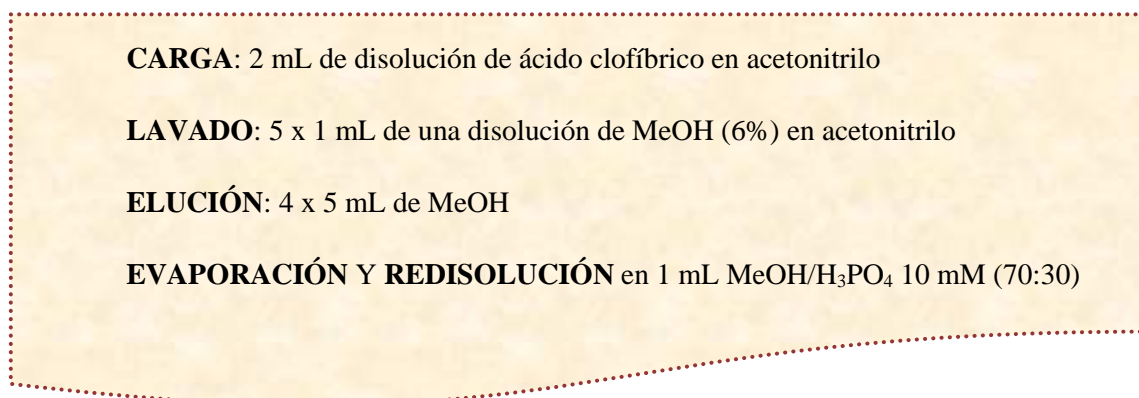 CARGA: 2 mL de disolución de ácido clofíbrico en acetonitrilo
LAVADO: 5 x 1 mL de una disolución de MeOH (6%) en acetonitrilo
ELUCIÓN: 4 x 5 mL de MeOH
EVAPORACIÓN Y REDISOLUCIÓN en 1 mL MeOH/H₃PO₄ 10 mM (70:30)